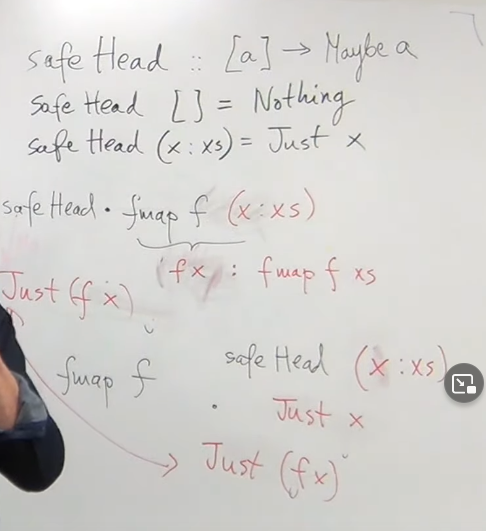 safe Head :: [a] → Maybe a
safe Head [] = Nothing
safe Head (x : xs) = Just x
safe Head • fmap f (x : xs)
f x : fmap f xs
Just (f x)
fmap f safe Head (x : xs)
• Just x
Just (f x)